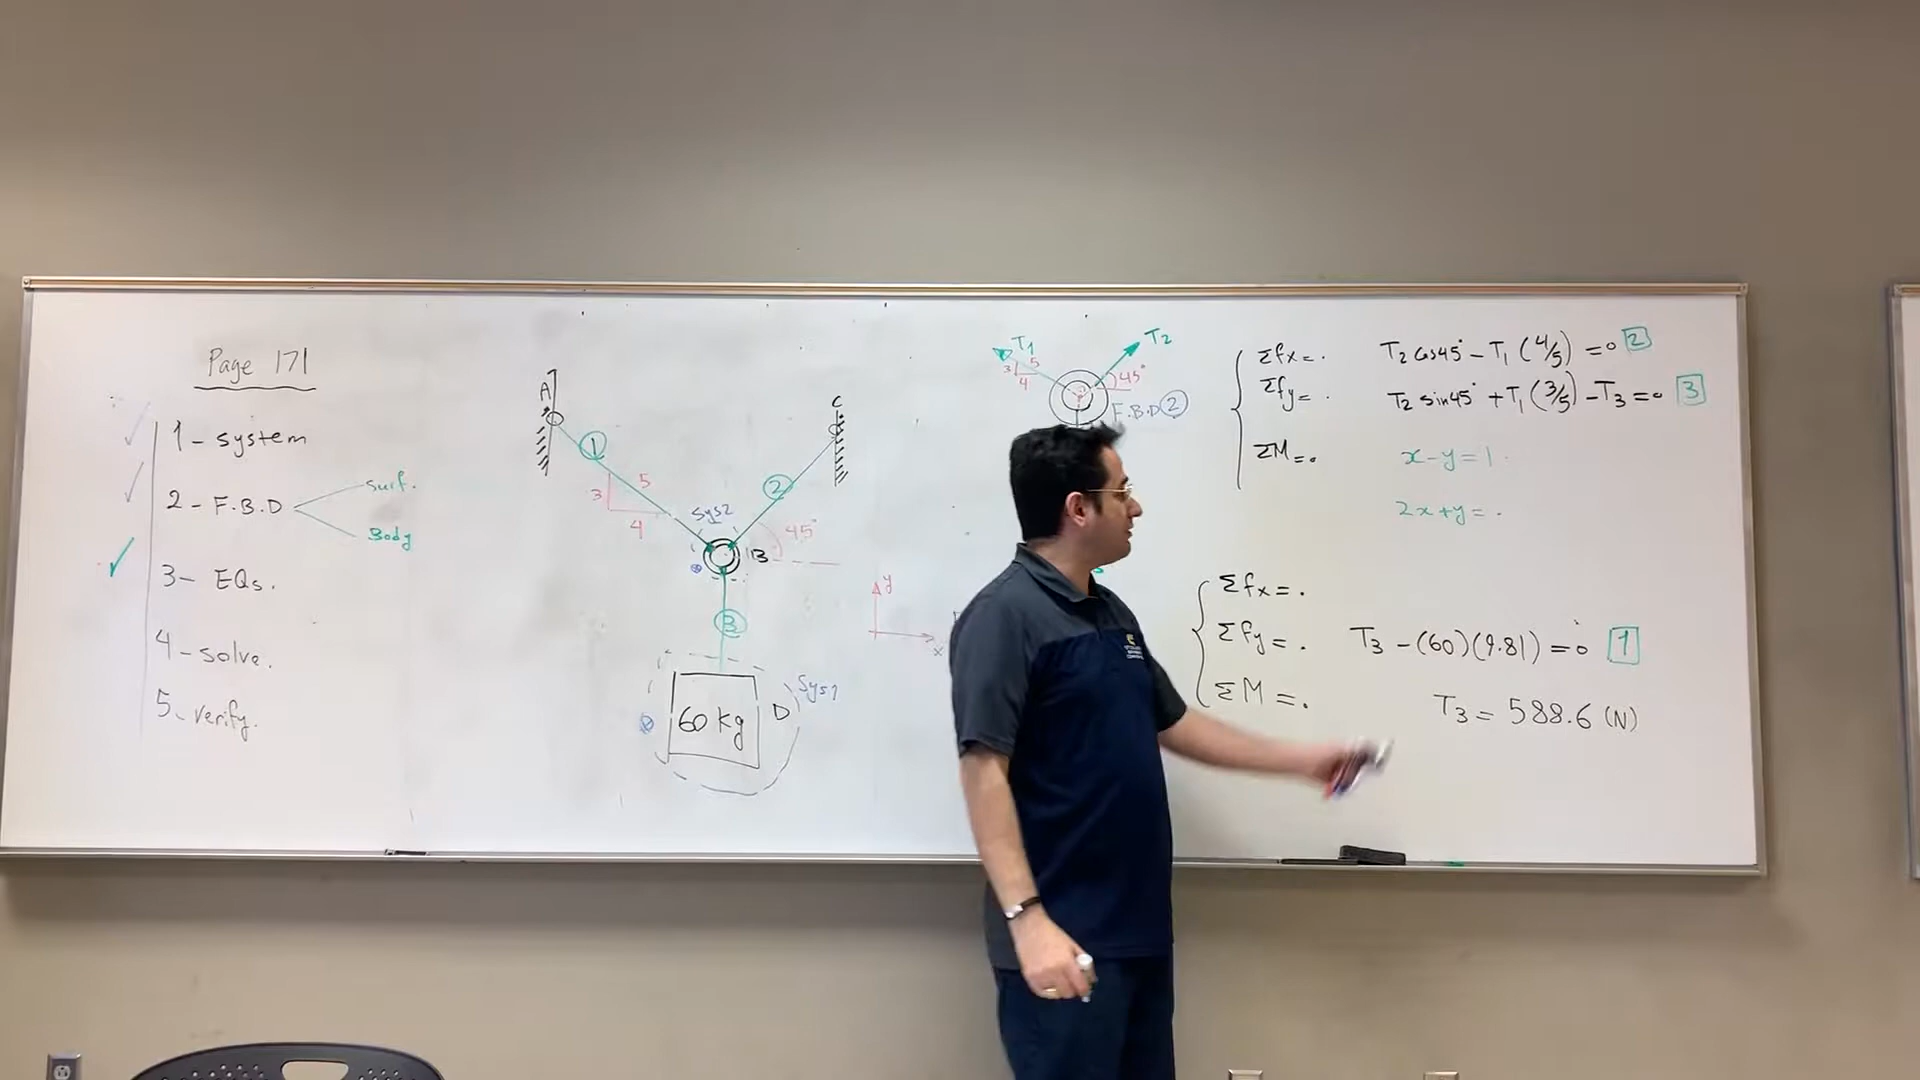 Page 171
1- system
2- F.B.D
surf.
Body
3- EQs.
4- solve.
5- verify.
A
C
1
5
3
4
2
sys2
45°
B
3
y
x
60 kg
D
sys1
T1
5
3
4
T2
45°
F.B.D 2
Σfx=.
T2 cos45° - T1 (4/5) = 0 2
Σfy=.
T2 sin45° + T1 (3/5) - T3 = 0 3
ΣM=.
x-y=1
2x+y=.
Σfx=.
Σfy=.
T3 - (60)(9.81) = 0 1
ΣM=.
T3 = 588.6 (N)